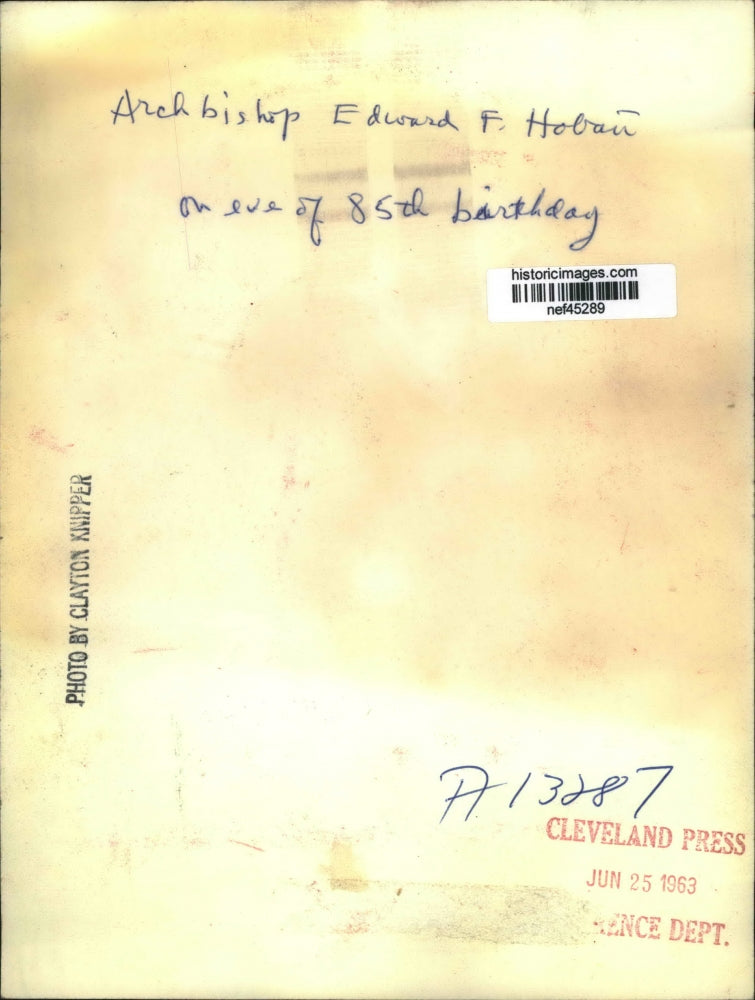 Archbishop Edward F. Hoban
on eve of 85th birthday
historicimages.com
nef45289
PHOTO BY CLAYTON KNIPPER
A13287
CLEVELAND PRESS
JUN 25 1963
ENCE DEPT.